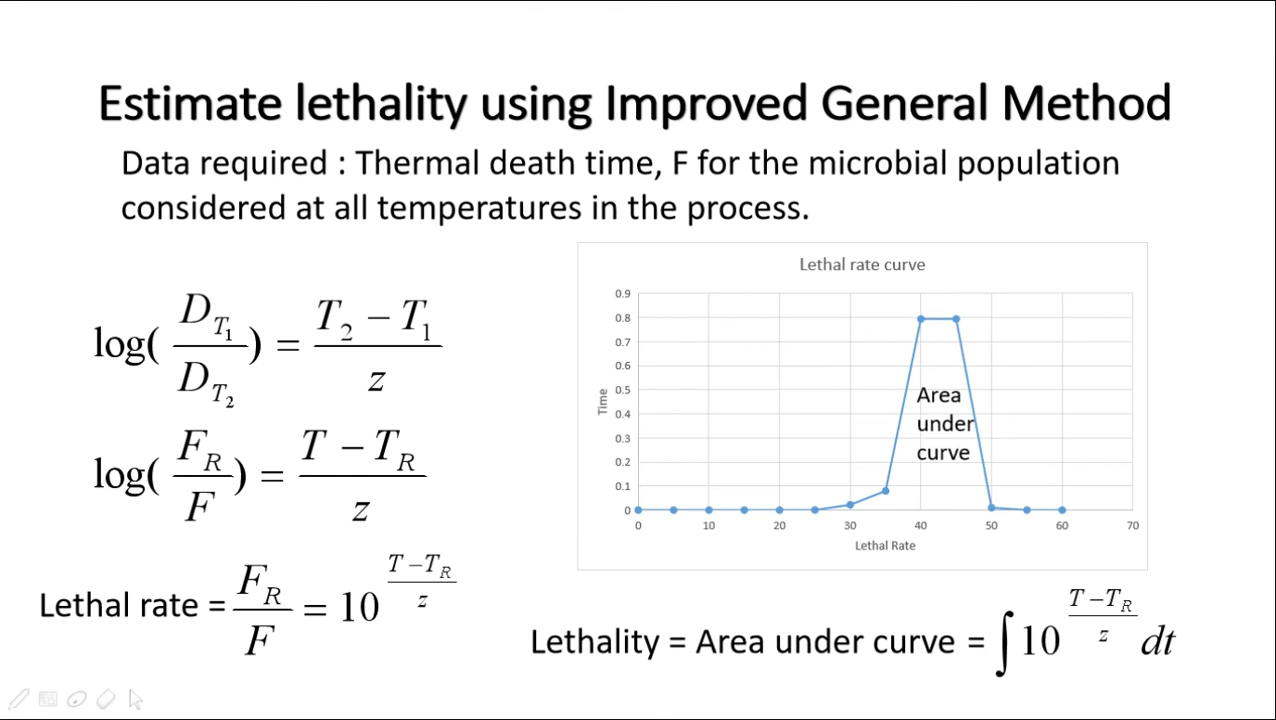 Estimate lethality using Improved General Method
Data required : Thermal death time, F for the microbial population
considered at all temperatures in the process.
log( D_{T_1} / D_{T_2} ) = (T_2 − T_1) / z
log( F_R / F ) = (T − T_R) / z
Lethal rate = F_R / F = 10^{(T − T_R) / z}
Lethal rate curve
Time
0.9
0.8
0.7
0.6
0.5
0.4
0.3
0.2
0.1
0
Area
under
curve
0 10 20 30 40 50 60 70
Lethal Rate
Lethality = Area under curve = ∫ 10^{(T − T_R) / z} dt